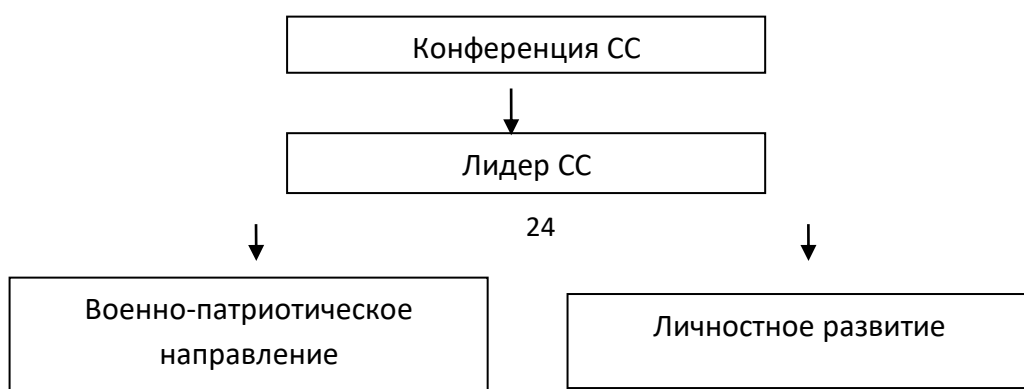 Конференция СС
Лидер СС
24
Военно-патриотическое
направление
Личностное развитие